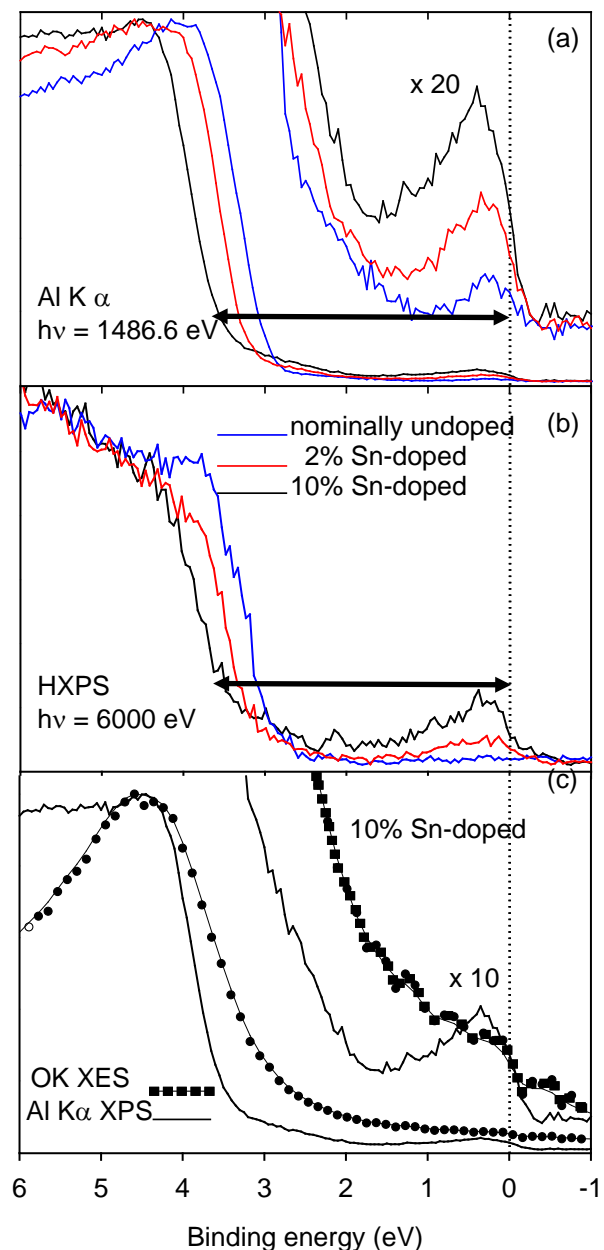 (a)
x 20
Al K α
hν = 1486.6 eV
(b)
nominally undoped
2% Sn-doped
10% Sn-doped
HXPS
hν = 6000 eV
(c)
10% Sn-doped
x 10
OK XES
Al Kα XPS
6 5 4 3 2 1 0 -1
Binding energy (eV)